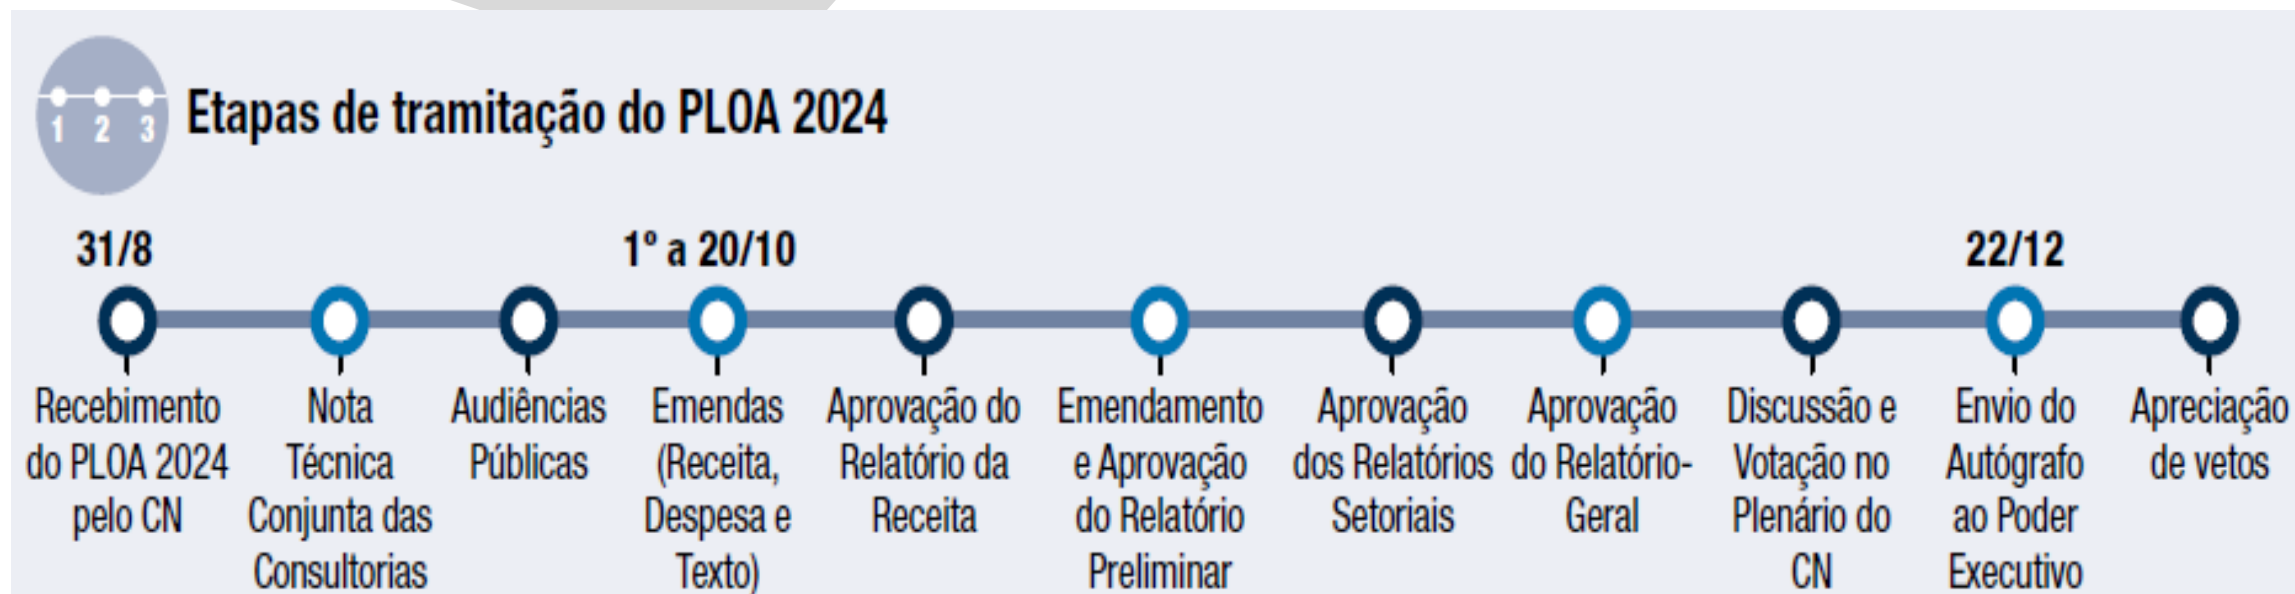 1 2 3
Etapas de tramitação do PLOA 2024
31/8
1º a 20/10
22/12
Recebimento
do PLOA 2024
pelo CN
Nota
Técnica
Conjunta das
Consultorias
Audiências
Públicas
Emendas
(Receita,
Despesa e
Texto)
Aprovação do
Relatório da
Receita
Emendamento
e Aprovação
do Relatório
Preliminar
Aprovação
dos Relatórios
Setoriais
Aprovação
do Relatório-
Geral
Discussão e
Votação no
Plenário do
CN
Envio do
Autógrafo
ao Poder
Executivo
Apreciação
de vetos